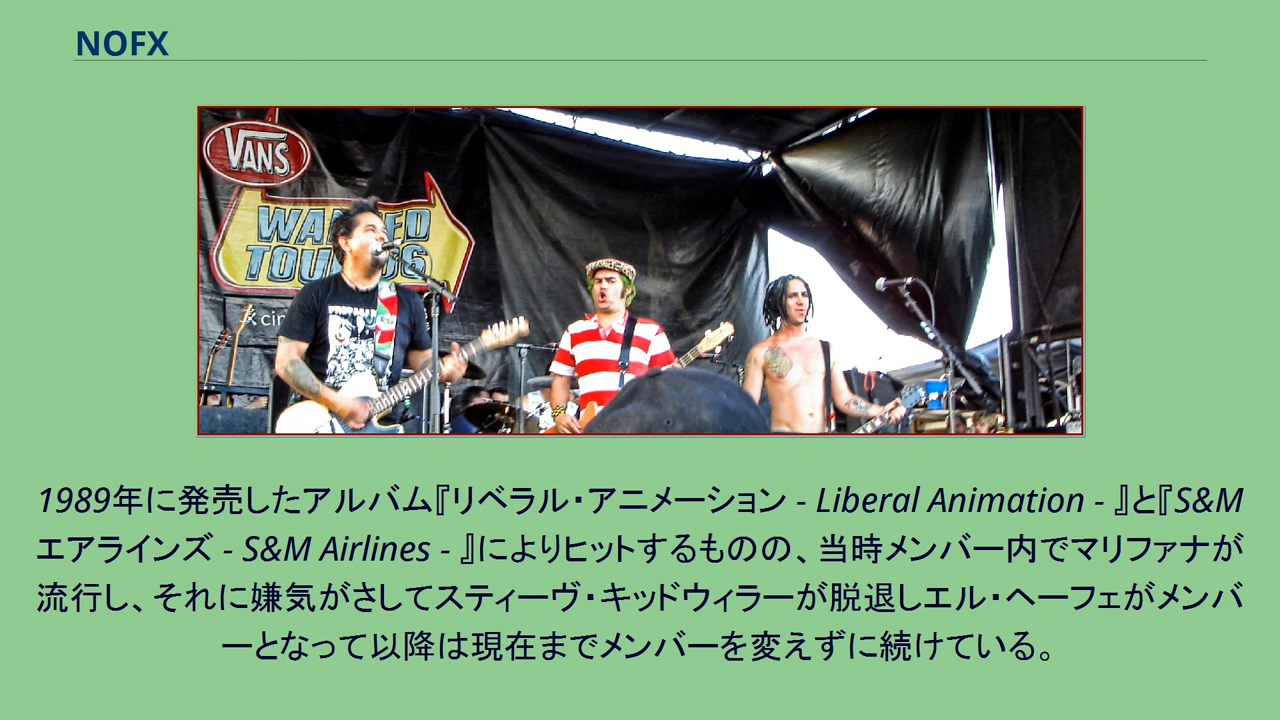 NOFX
VANS
WA ED
TOU 06
cin
1989年に発売したアルバム『リベラル・アニメーション - Liberal Animation - 』と『S&M
エアラインズ - S&M Airlines - 』によりヒットするものの、当時メンバー内でマリファナが
流行し、それに嫌気がさしてスティーヴ・キッドウィラーが脱退しエル・ヘーフェがメンバ
ーとなって以降は現在までメンバーを変えずに続けている。